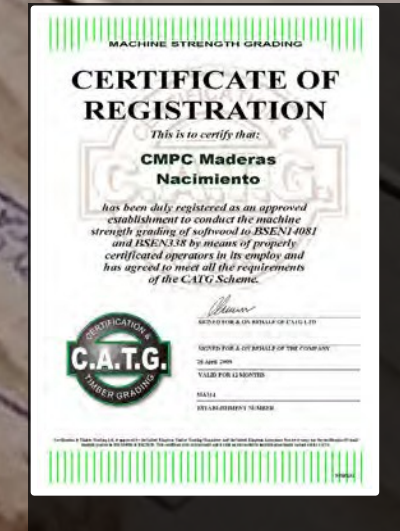 MACHINE STRENGTH GRADING
CERTIFICATE OF
REGISTRATION
This is to certify that:
CMPC Maderas
Nacimiento
has been duly registered as an approved
establishment to conduct the machine
strength grading of softwood to BSEN14081
and BSEN338 by means of properly
certificated operators in its employ and
has agreed to meet all the requirements
of the CATG Scheme.
SIGNED FOR & ON BEHALF OF CATG LTD
SIGNED FOR & ON BEHALF OF THE COMPANY
April
VALID FOR 12 MONTHS
ESTABLISHMENT NUMBER
CERTIFICATION &
C.A.T.G.
TIMBER GRADING